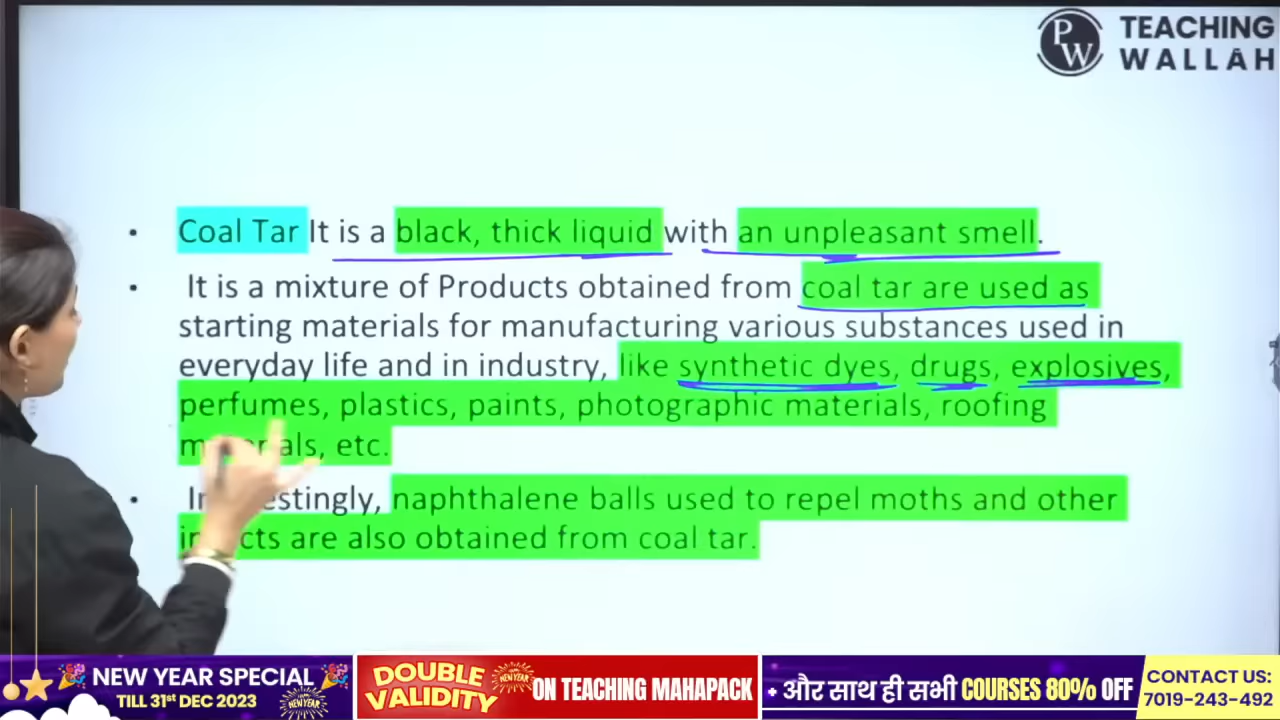 TEACHING
WALLAH
PW
• Coal Tar It is a black, thick liquid with an unpleasant smell.
• It is a mixture of Products obtained from coal tar are used as
starting materials for manufacturing various substances used in
everyday life and in industry, like synthetic dyes, drugs, explosives,
perfumes, plastics, paints, photographic materials, roofing
etc.
• naphthalene balls used to repel moths and other
are also obtained from coal tar.
NEW YEAR SPECIAL
TILL 31st DEC 2023
DOUBLE
VALIDITY
ON TEACHING MAHAPACK
+ और साथ ही सभी COURSES 80% OFF
CONTACT US:
7019-243-492